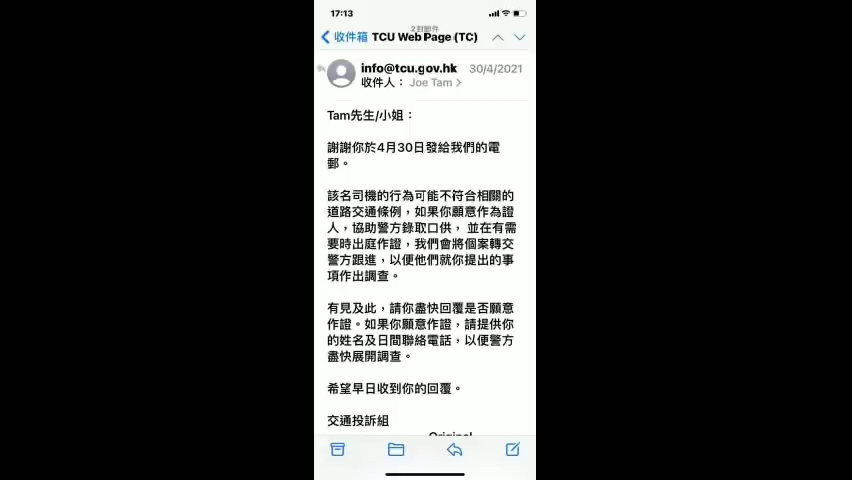 17:13
2封郵件
收件箱 TCU Web Page (TC)
info@tcu.gov.hk 30/4/2021
收件人： Joe Tam
Tam先生/小姐：
謝謝你於4月30日發給我們的電
郵。
該名司機的行為可能不符合相關的
道路交通條例，如果你願意作為證
人，協助警方錄取口供， 並在有需
要時出庭作證，我們會將個案轉交
警方跟進，以便他們就你提出的事
項作出調查。
有見及此，請你盡快回覆是否願意
作證。如果你願意作證，請提供你
的姓名及日間聯絡電話，以便警方
盡快展開調查。
希望早日收到你的回覆。
交通投訴組
Original